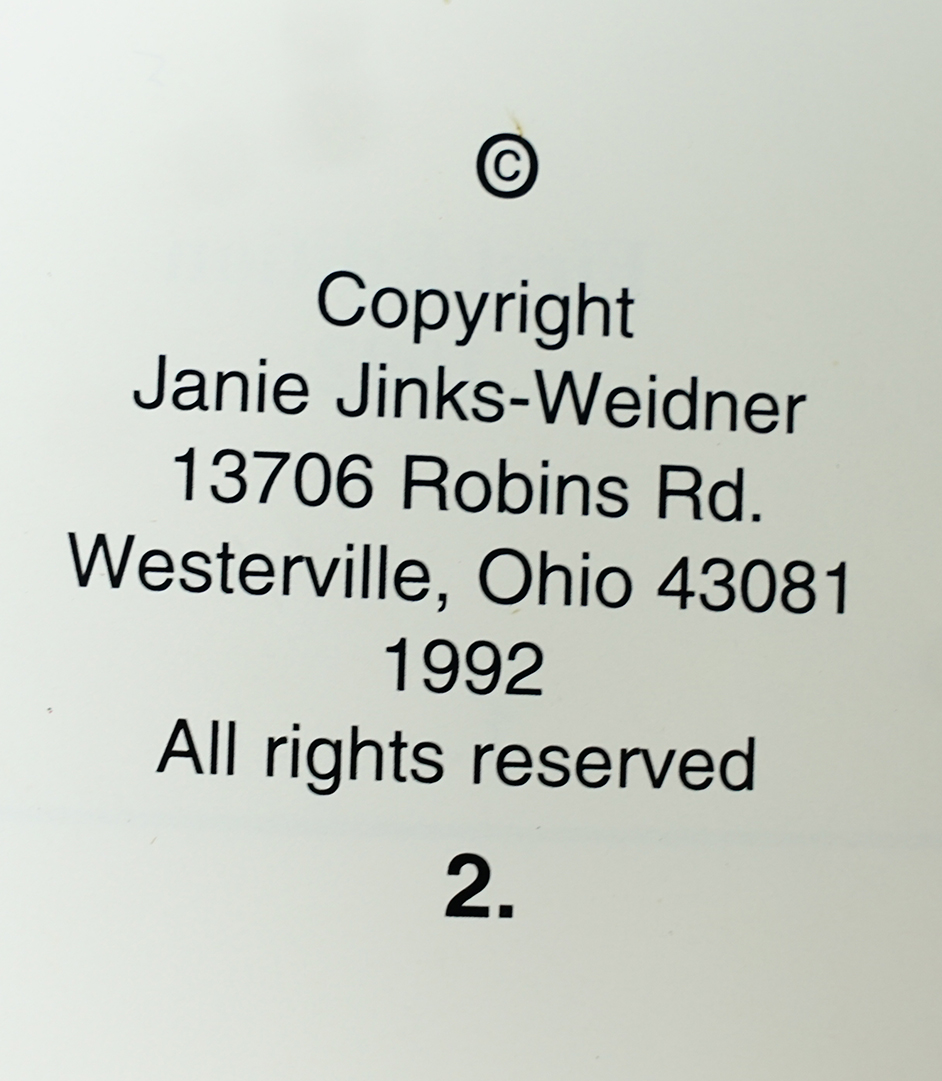 ©
Copyright
Janie Jinks-Weidner
13706 Robins Rd.
Westerville, Ohio 43081
1992
All rights reserved
2.